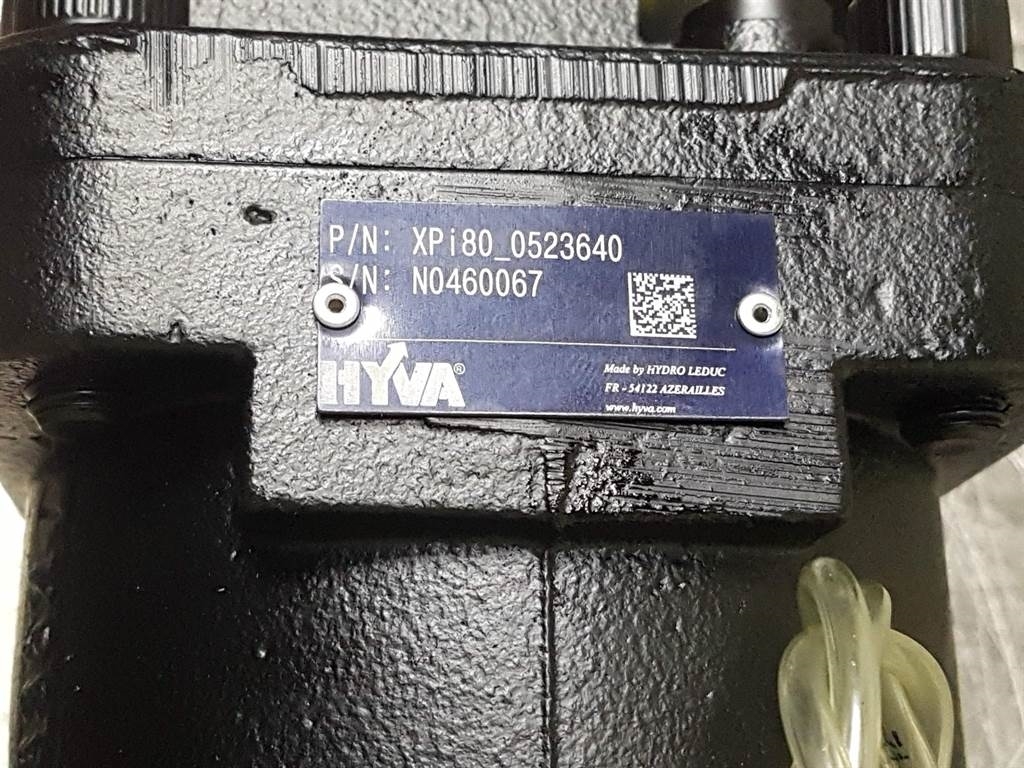 P/N: XPi80_0523640
S/N: N0460067
HYVA®
Made by HYDRO LEDUC
FR - 54122 AZERAILLES
www.hyva.com